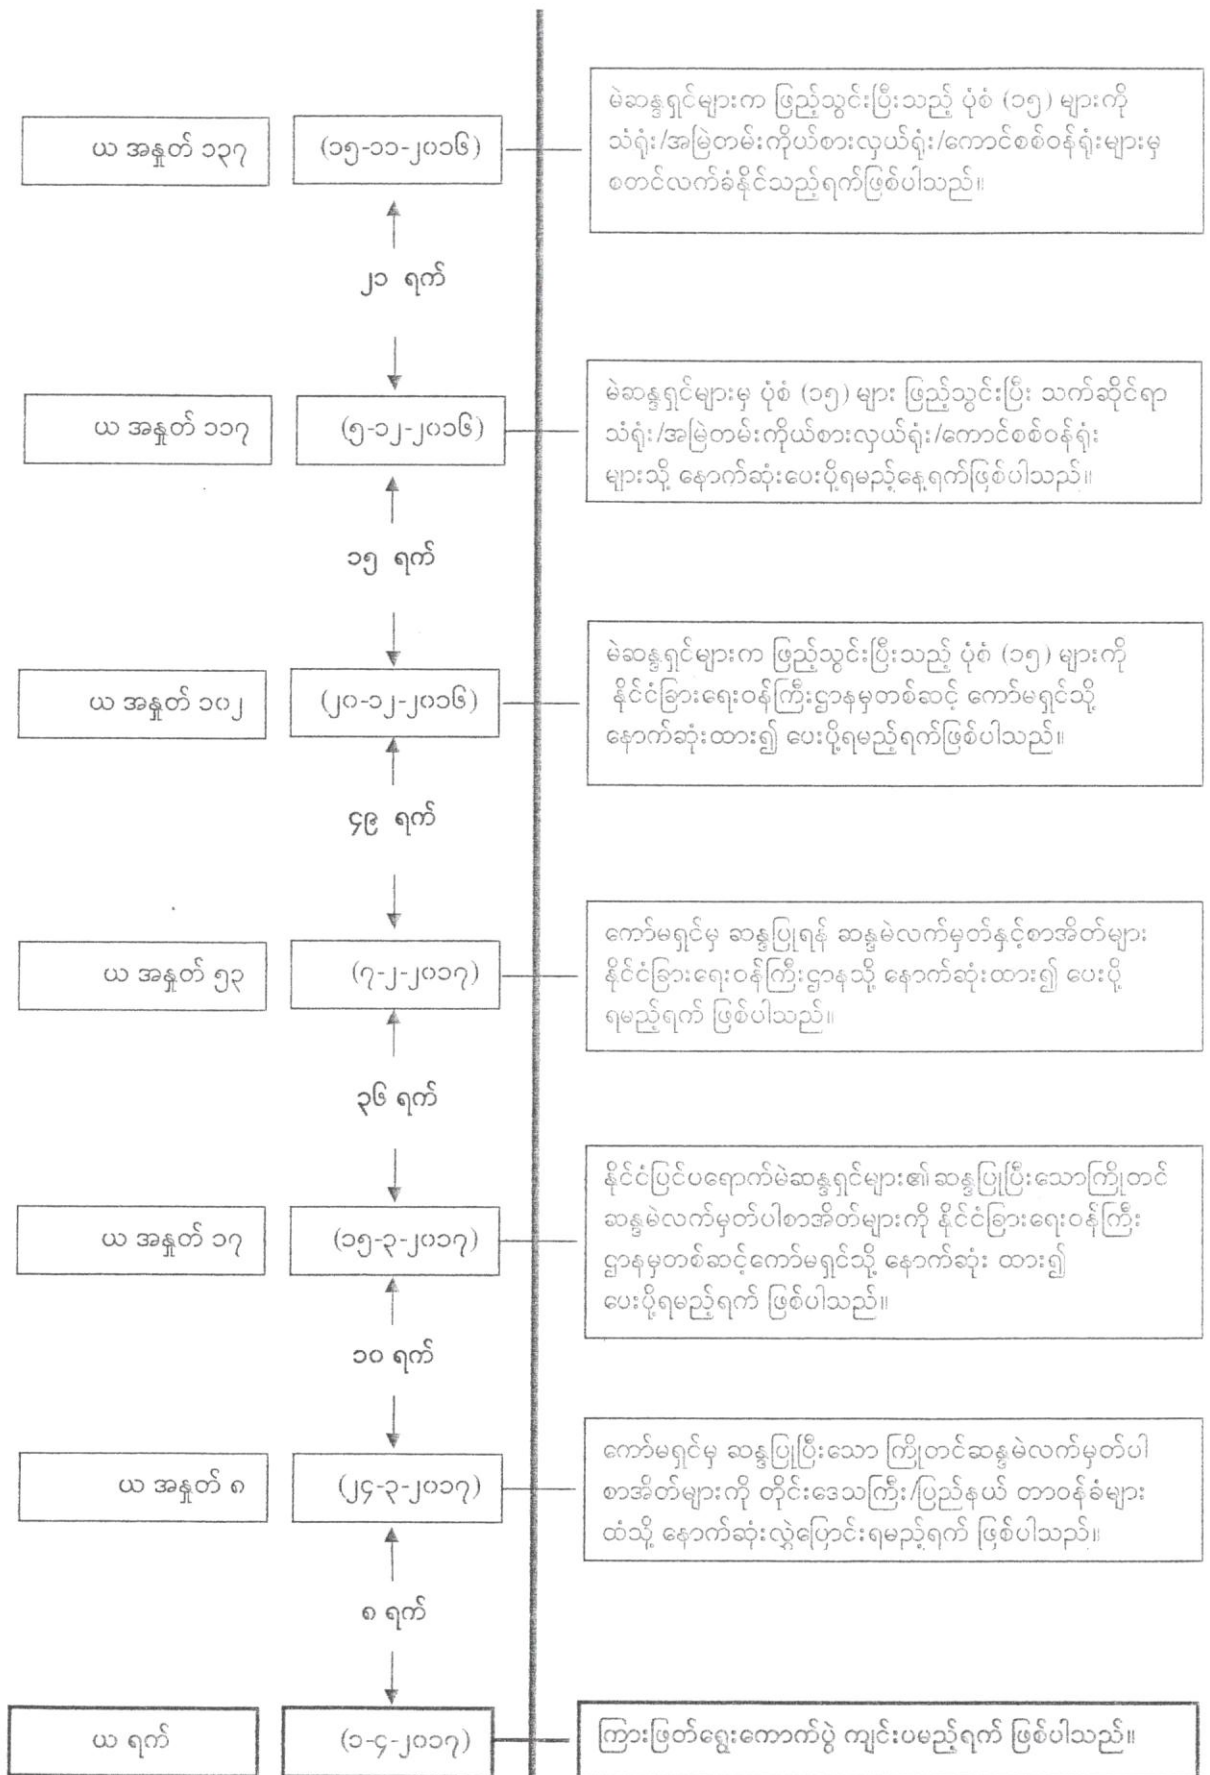 ယ အနှုတ် ၁၃၇
(၁၅-၁၁-၂၀၁၆)
မဲဆန္ဒရှင်များက ဖြည့်သွင်းပြီးသည့် ပုံစံ (၁၅) များကို
သံရုံး/အမြဲတမ်းကိုယ်စားလှယ်ရုံး/ကောင်စစ်ဝန်ရုံးများမှ
စတင်လက်ခံနိုင်သည့်ရက်ဖြစ်ပါသည်။
၂၁ ရက်
ယ အနှုတ် ၁၁၇
(၅-၁၂-၂၀၁၆)
မဲဆန္ဒရှင်များမှ ပုံစံ (၁၅) များ ဖြည့်သွင်းပြီး သက်ဆိုင်ရာ
သံရုံး/အမြဲတမ်းကိုယ်စားလှယ်ရုံး/ကောင်စစ်ဝန်ရုံး
များသို့ နောက်ဆုံးပေးပို့ရမည့်နေ့ရက်ဖြစ်ပါသည်။
၁၅ ရက်
ယ အနှုတ် ၁၀၂
(၂၀-၁၂-၂၀၁၆)
မဲဆန္ဒရှင်များက ဖြည့်သွင်းပြီးသည့် ပုံစံ (၁၅) များကို
နိုင်ငံခြားရေးဝန်ကြီးဌာနမှတစ်ဆင့် ကော်မရှင်သို့
နောက်ဆုံးထား၍ ပေးပို့ရမည့်ရက်ဖြစ်ပါသည်။
၄၉ ရက်
ယ အနှုတ် ၅၃
(၇-၂-၂၀၁၇)
ကော်မရှင်မှ ဆန္ဒပြုရန် ဆန္ဒမဲလက်မှတ်နှင့်စာအိတ်များ
နိုင်ငံခြားရေးဝန်ကြီးဌာနသို့ နောက်ဆုံးထား၍ ပေးပို့
ရမည့်ရက် ဖြစ်ပါသည်။
၃၆ ရက်
ယ အနှုတ် ၁၇
(၁၅-၃-၂၀၁၇)
နိုင်ငံပြင်ပရောက်မဲဆန္ဒရှင်များ၏ဆန္ဒပြုပြီးသောကြိုတင်
ဆန္ဒမဲလက်မှတ်ပါစာအိတ်များကို နိုင်ငံခြားရေးဝန်ကြီး
ဌာနမှတစ်ဆင့်ကော်မရှင်သို့ နောက်ဆုံး ထား၍
ပေးပို့ရမည့်ရက် ဖြစ်ပါသည်။
၁၀ ရက်
ယ အနှုတ် ၈
(၂၄-၃-၂၀၁၇)
ကော်မရှင်မှ ဆန္ဒပြုပြီးသော ကြိုတင်ဆန္ဒမဲလက်မှတ်ပါ
စာအိတ်များကို တိုင်းဒေသကြီး/ပြည်နယ် တာဝန်ခံများ
ထံသို့ နောက်ဆုံးလွှဲပြောင်းရမည့်ရက် ဖြစ်ပါသည်။
၈ ရက်
ယ ရက်
(၁-၄-၂၀၁၇)
ကြားဖြတ်ရွေးကောက်ပွဲ ကျင်းပမည့်ရက် ဖြစ်ပါသည်။